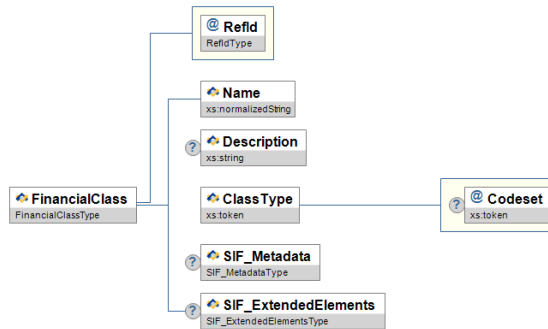 @ RefId
RefIdType
Name
xs:normalizedString
? Description
xs:string
FinancialClass
FinancialClassType
ClassType
xs:token
? @ Codeset
xs:token
? SIF_Metadata
SIF_MetadataType
? SIF_ExtendedElements
SIF_ExtendedElementsType